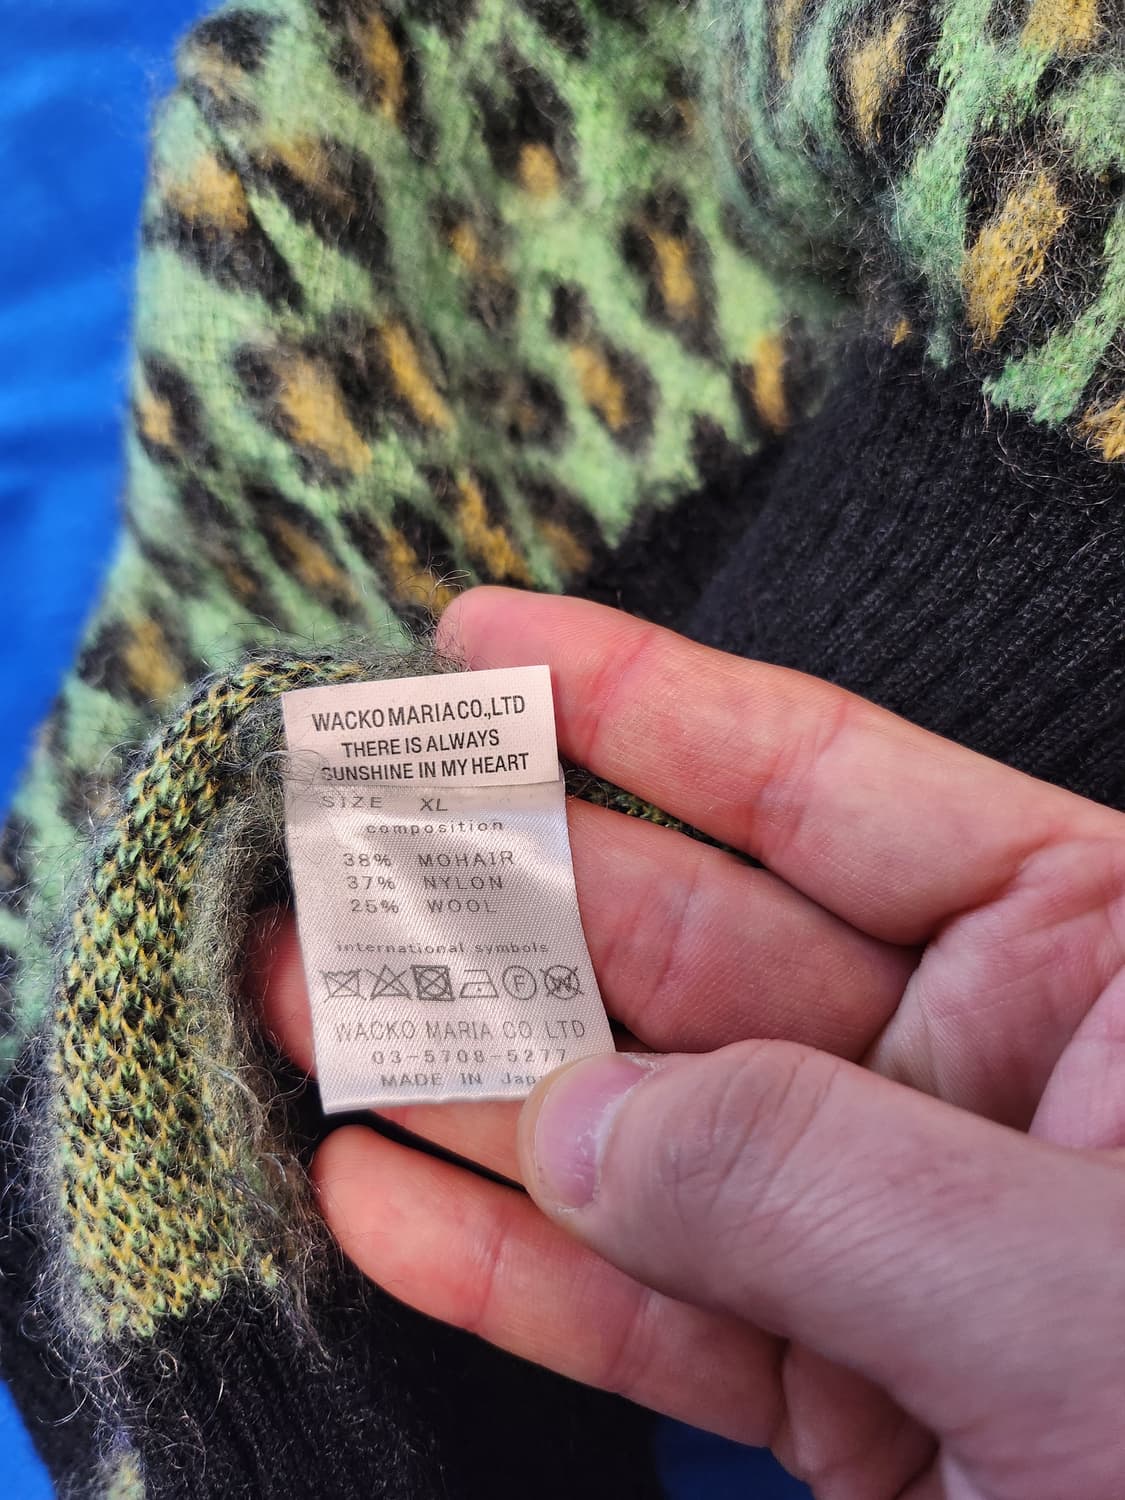 WACKO MARIA CO.,LTD
THERE IS ALWAYS
SUNSHINE IN MY HEART
SIZE XL
composition
38% MOHAIR
37% NYLON
25% WOOL
international symbols
F W
WACKO MARIA CO LTD
03-5708-5277
MADE IN